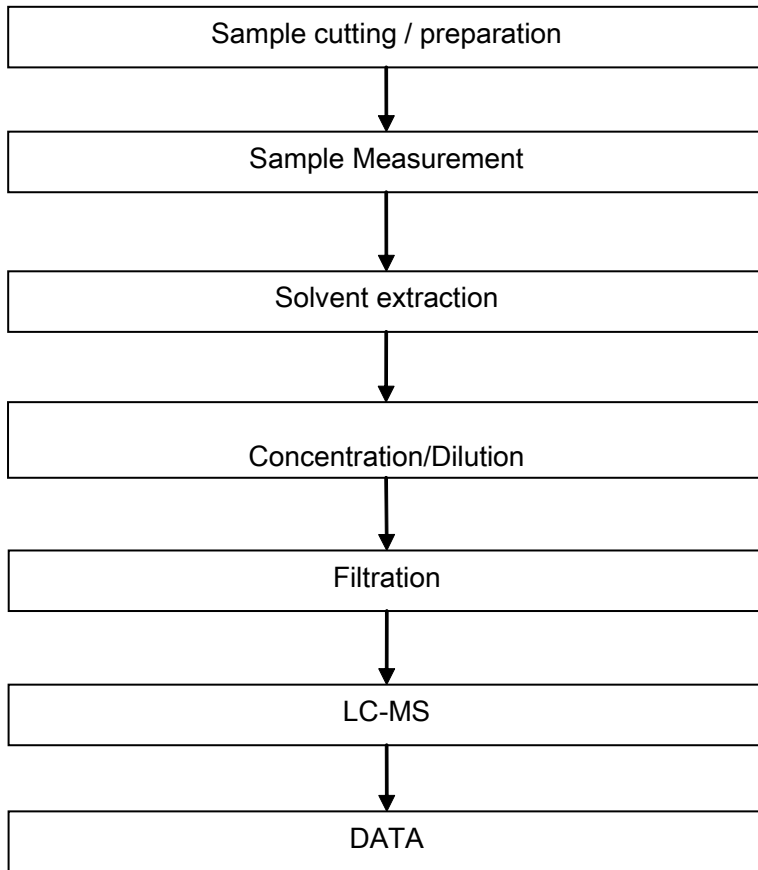 Sample cutting / preparation
Sample Measurement
Solvent extraction
Concentration/Dilution
Filtration
LC-MS
DATA